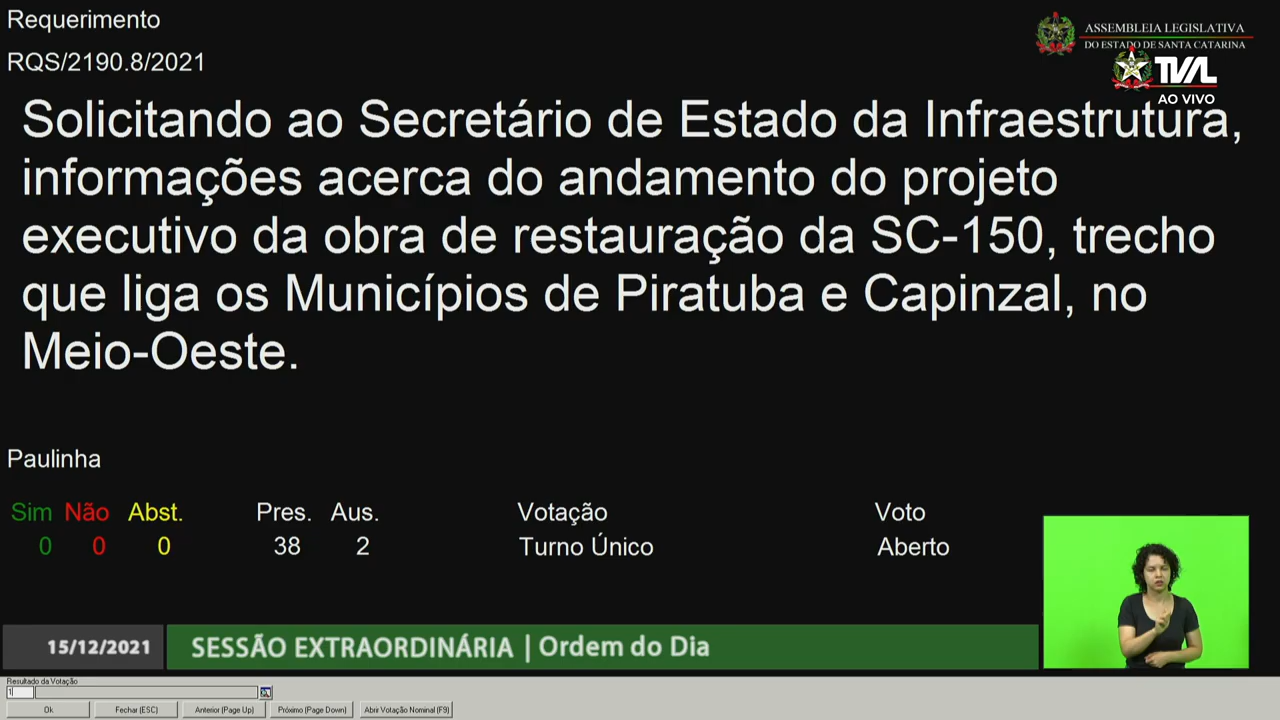 Requerimento
RQS/2190.8/2021
ASSEMBLEIA LEGISLATIVA
DO ESTADO DE SANTA CATARINA
TVAL
AO VIVO
Solicitando ao Secretário de Estado da Infraestrutura,
informações acerca do andamento do projeto
executivo da obra de restauração da SC-150, trecho
que liga os Municípios de Piratuba e Capinzal, no
Meio-Oeste.
Paulinha
Sim Não Abst. Pres. Aus. Votação Voto
0 0 0 38 2 Turno Único Aberto
15/12/2021 SESSÃO EXTRAORDINÁRIA | Ordem do Dia
Resultado da Votação
1
Ok Fechar (ESC) Anterior (Page Up) Próximo (Page Down) Abrir Votação Nominal (F9)